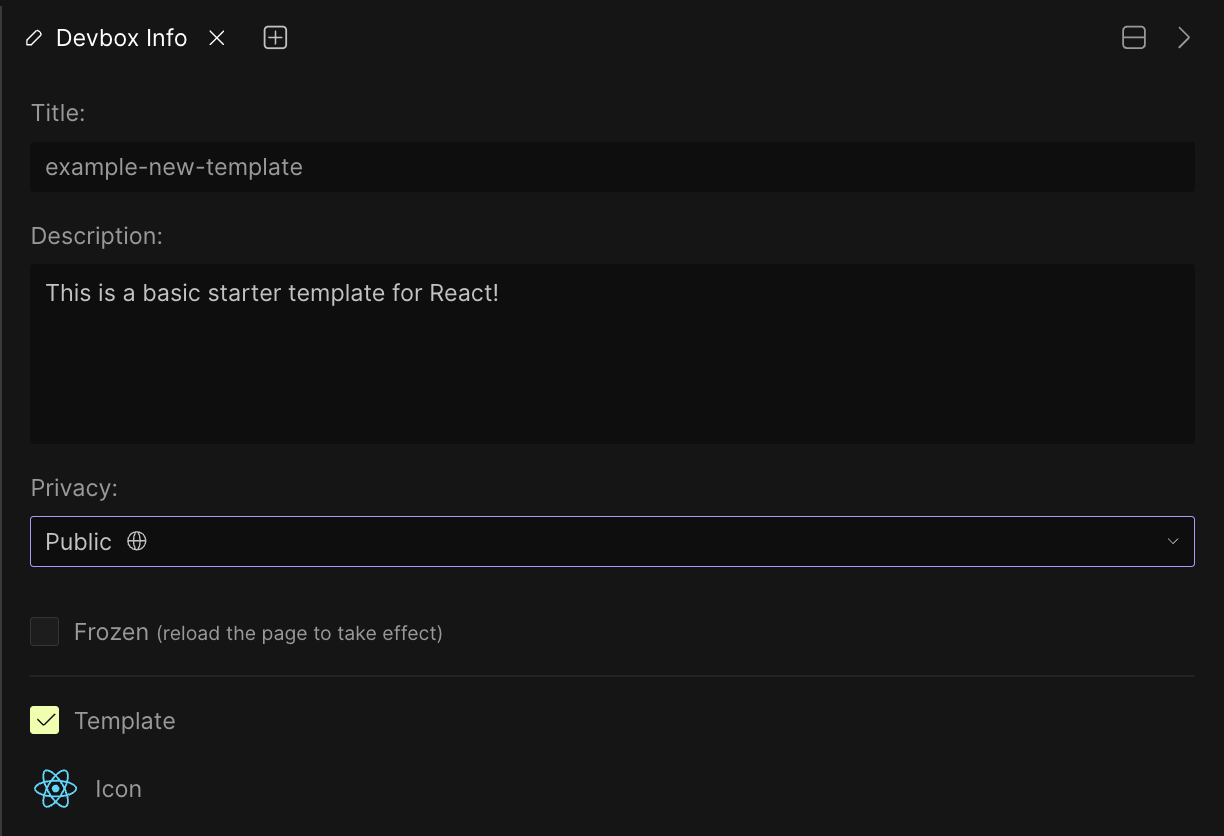 Devbox Info
Title:
example-new-template
Description:
This is a basic starter template for React!
Privacy:
Public
Frozen (reload the page to take effect)
Template
Icon